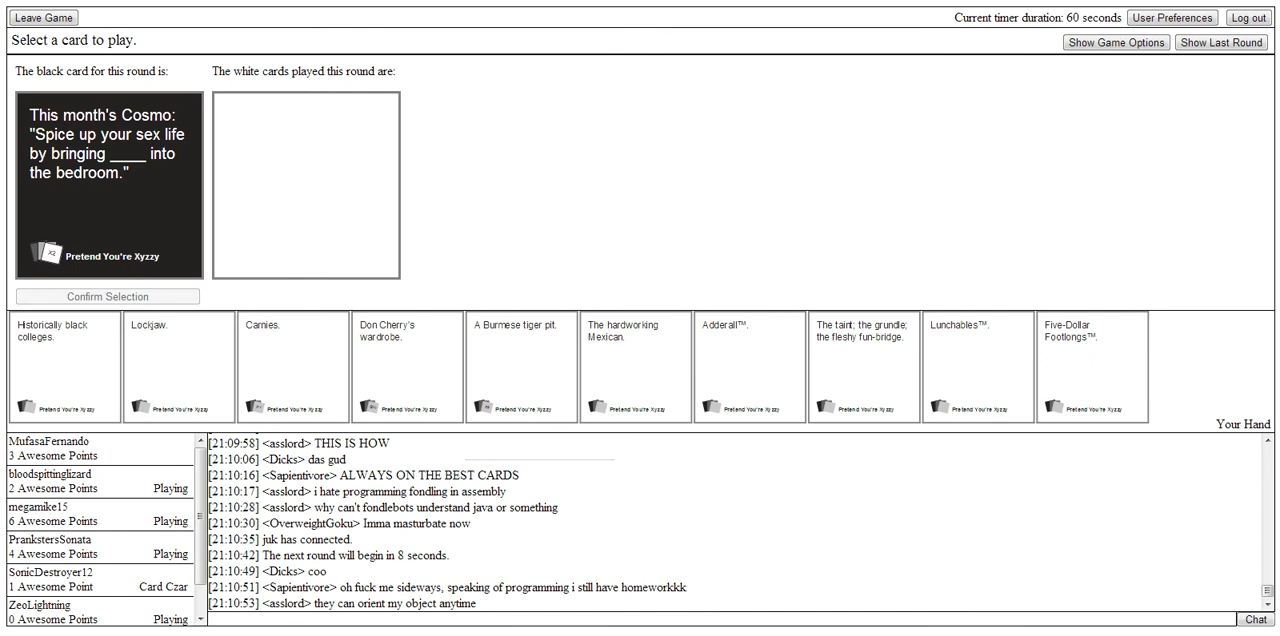 Leave Game
Current timer duration: 60 seconds User Preferences Log out
Select a card to play.
Show Game Options Show Last Round
The black card for this round is:
The white cards played this round are:
This month's Cosmo:
"Spice up your sex life
by bringing ____ into
the bedroom."
X2 Pretend You're Xyzzy
Confirm Selection
Historically black
colleges.
Pretend You're Xyzzy
Lockjaw.
Pretend You're Xyzzy
Carnies.
Pretend You're Xyzzy
Don Cherry's
wardrobe.
Pretend You're Xyzzy
A Burmese tiger pit.
Pretend You're Xyzzy
The hardworking
Mexican.
Pretend You're Xyzzy
Adderall™.
Pretend You're Xyzzy
The taint; the grundle;
the fleshy fun-bridge.
Pretend You're Xyzzy
Lunchables™.
Pretend You're Xyzzy
Five-Dollar
Footlongs™.
Pretend You're Xyzzy
Your Hand
MufasaFernando
3 Awesome Points
bloodspittinglizard
2 Awesome Points Playing
megamike15
6 Awesome Points Playing
PrankstersSonata
4 Awesome Points Playing
SonicDestroyer12
1 Awesome Point Card Czar
ZeoLightning
0 Awesome Points Playing
[21:09:58] <asslord> THIS IS HOW
[21:10:06] <Dicks> das gud
[21:10:16] <Sapientivore> ALWAYS ON THE BEST CARDS
[21:10:17] <asslord> i hate programming fondling in assembly
[21:10:28] <asslord> why can't fondlebots understand java or something
[21:10:30] <OverweightGoku> Imma masturbate now
[21:10:35] juk has connected.
[21:10:42] The next round will begin in 8 seconds.
[21:10:49] <Dicks> coo
[21:10:51] <Sapientivore> oh fuck me sideways, speaking of programming i still have homeworkkk
[21:10:53] <asslord> they can orient my object anytime
Chat